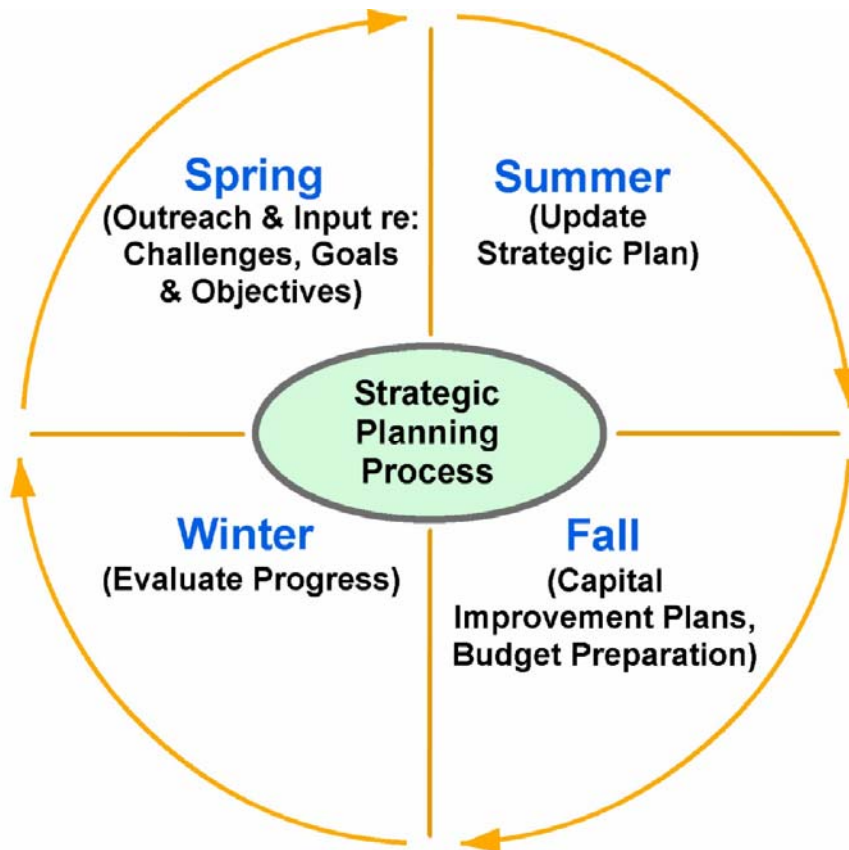 Spring
(Outreach & Input re:
Challenges, Goals
& Objectives)
Summer
(Update
Strategic Plan)
Strategic
Planning
Process
Winter
(Evaluate Progress)
Fall
(Capital
Improvement Plans,
Budget Preparation)